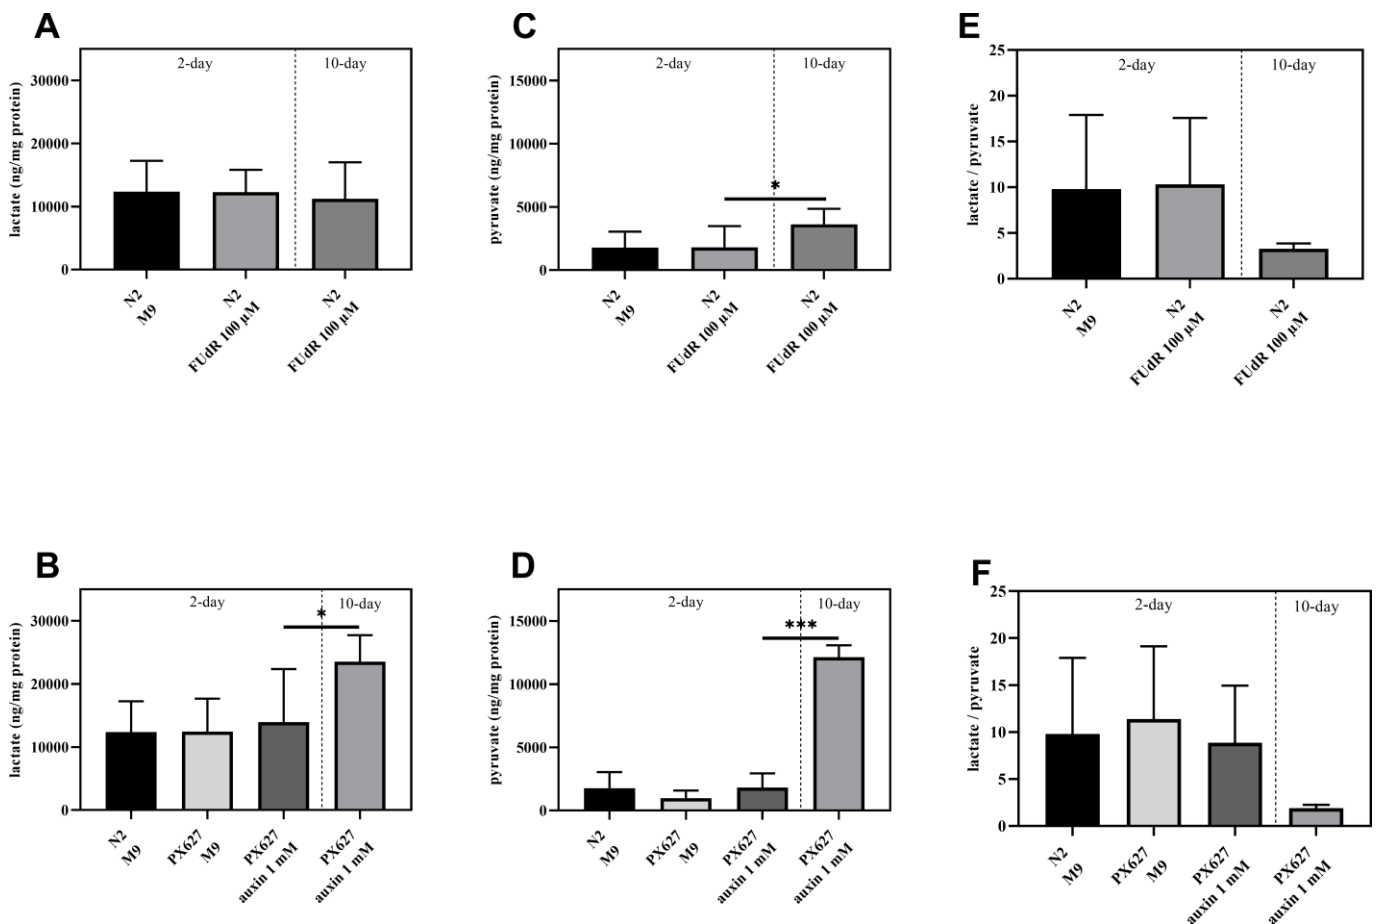 A
2-day
10-day
lactate (ng/mg protein)
30000
20000
10000
0
N2
M9
N2
FUdR 100 μM
N2
FUdR 100 μM
C
2-day
10-day
pyruvate (ng/mg protein)
15000
10000
5000
0
*
N2
M9
N2
FUdR 100 μM
N2
FUdR 100 μM
E
2-day
10-day
lactate / pyruvate
25
20
15
10
5
0
N2
M9
N2
FUdR 100 μM
N2
FUdR 100 μM
B
2-day
10-day
lactate (ng/mg protein)
30000
20000
10000
0
*
N2
M9
PX627
M9
PX627
auxin 1 mM
PX627
auxin 1 mM
D
2-day
10-day
pyruvate (ng/mg protein)
15000
10000
5000
0
***
N2
M9
PX627
M9
PX627
auxin 1 mM
PX627
auxin 1 mM
F
2-day
10-day
lactate / pyruvate
25
20
15
10
5
0
N2
M9
PX627
M9
PX627
auxin 1 mM
PX627
auxin 1 mM